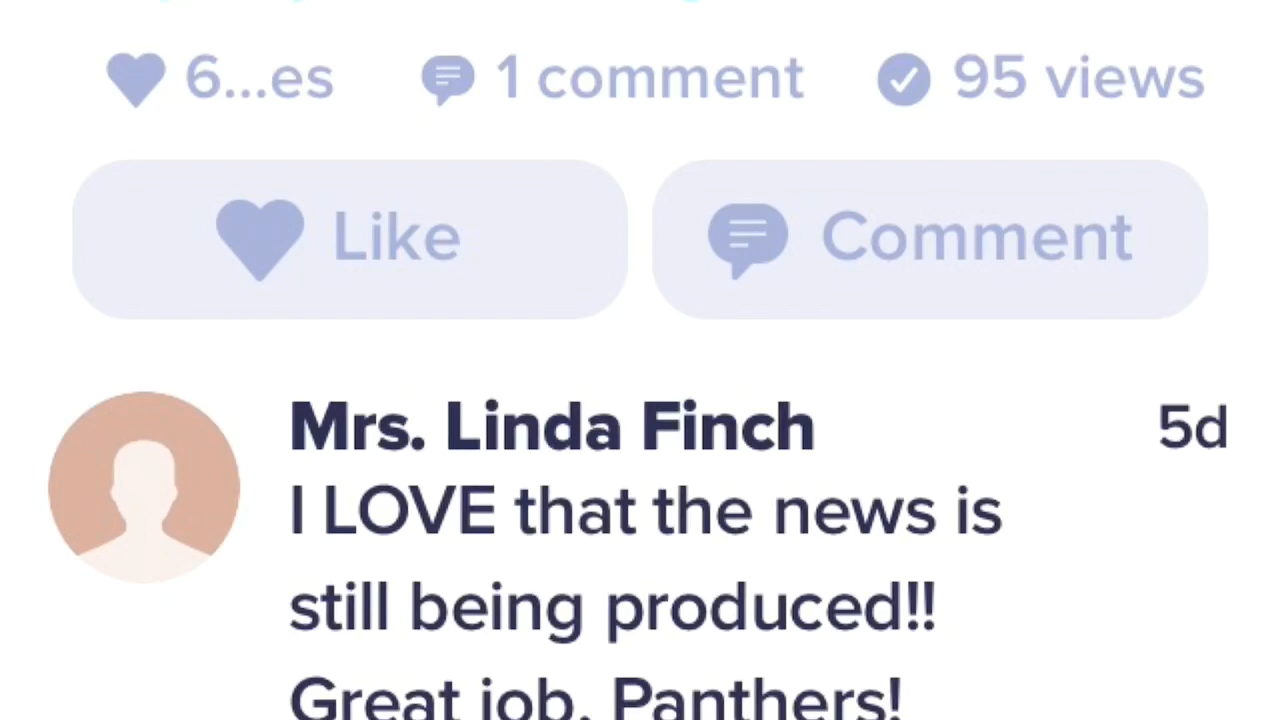 6...es 1 comment 95 views
Like Comment
Mrs. Linda Finch 5d
I LOVE that the news is
still being produced!!
Great job, Panthers!